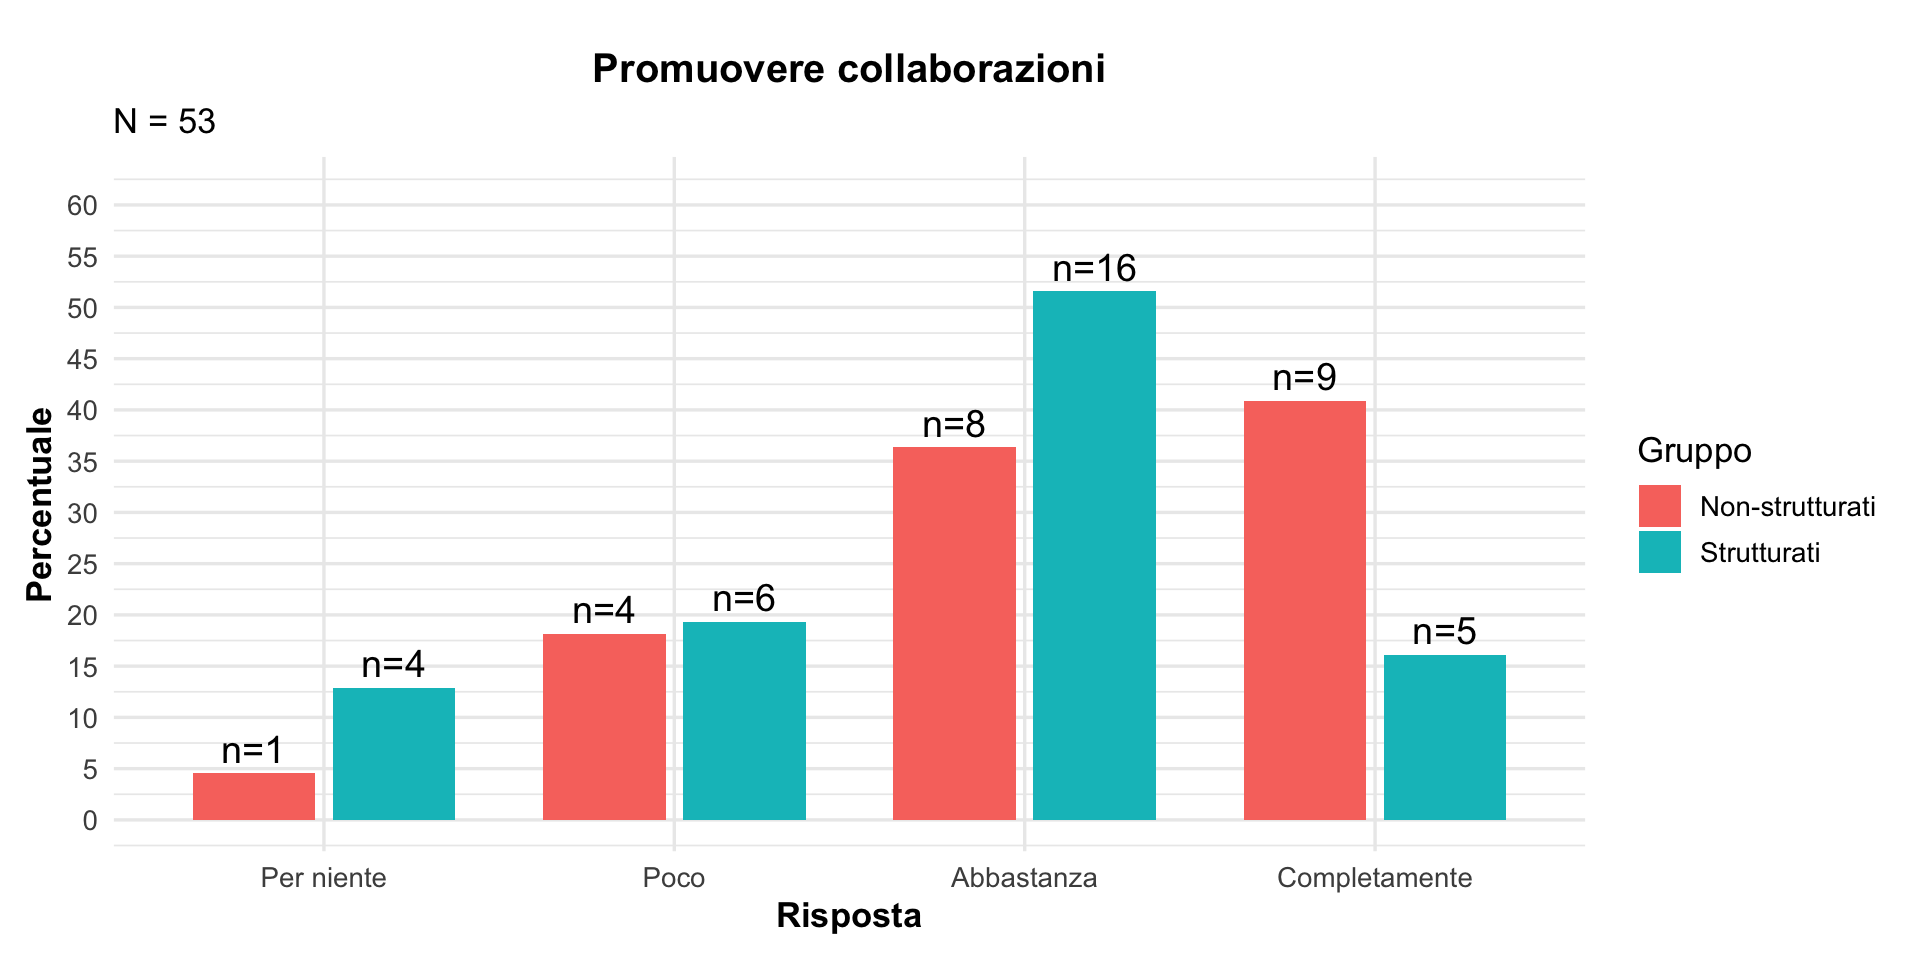 Promuovere collaborazioni
N = 53
Percentuale
60
55
50
45
40
35
30
25
20
15
10
5
0
n=1
n=4
n=4
n=6
n=8
n=16
n=9
n=5
Per niente
Poco
Abbastanza
Completamente
Risposta
Gruppo
Non-strutturati
Strutturati